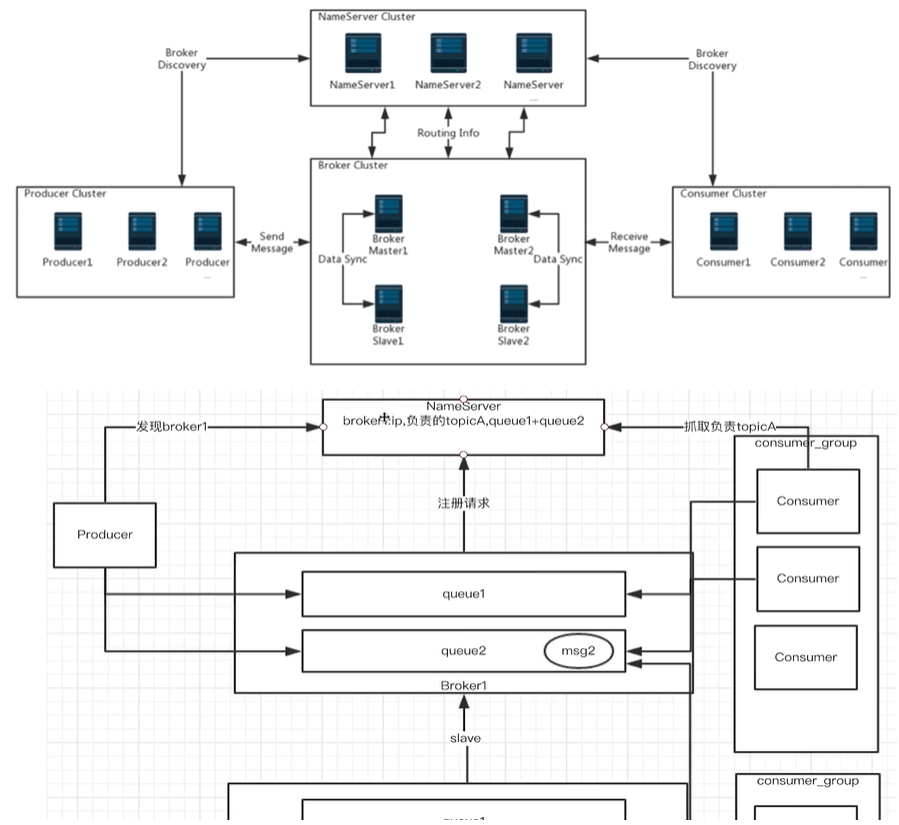 NameServer Cluster
NameServer1
NameServer2
NameServer
...
Broker
Discovery
Broker
Discovery
Routing Info
Broker Cluster
Producer Cluster
Producer1
Producer2
Producer
...
Send
Message
Broker
Master1
Broker
Master2
Data Sync
Data Sync
Broker
Slave1
Broker
Slave2
Receive
Message
Consumer Cluster
Consumer1
Consumer2
Consumer
...
NameServer
broker1:ip,负责的topicA,queue1+queue2
发现broker1
抓取负责topicA
consumer_group
Consumer
注册请求
Producer
Consumer
queue1
queue2
msg2
Consumer
Broker1
slave
consumer_group
queue1